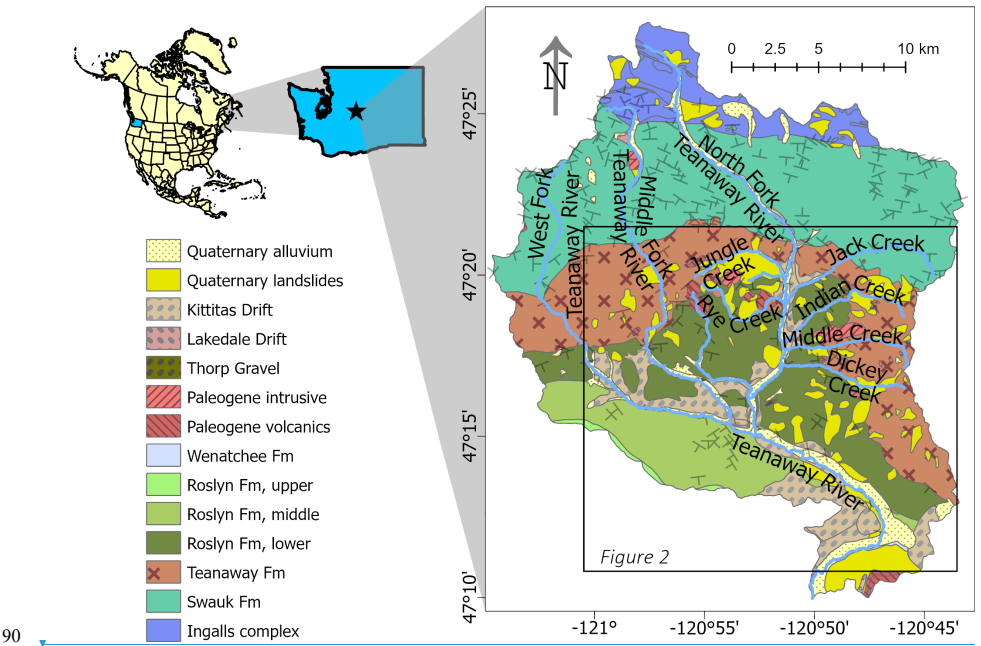 0 2.5 5 10 km
N
47°25'
47°20'
47°15'
47°10'
-121°
-120°55'
-120°50'
-120°45'
North Fork
Teanaway River
Middle Fork
Teanaway River
West Fork
Teanaway River
Jungle
Creek
Rye Creek
Jack Creek
Indian Creek
Middle Creek
Dickey
Creek
Teanaway River
Figure 2
Quaternary alluvium
Quaternary landslides
Kittitas Drift
Lakedale Drift
Thorp Gravel
Paleogene intrusive
Paleogene volcanics
Wenatchee Fm
Roslyn Fm, upper
Roslyn Fm, middle
Roslyn Fm, lower
Teanaway Fm
Swauk Fm
Ingalls complex
90